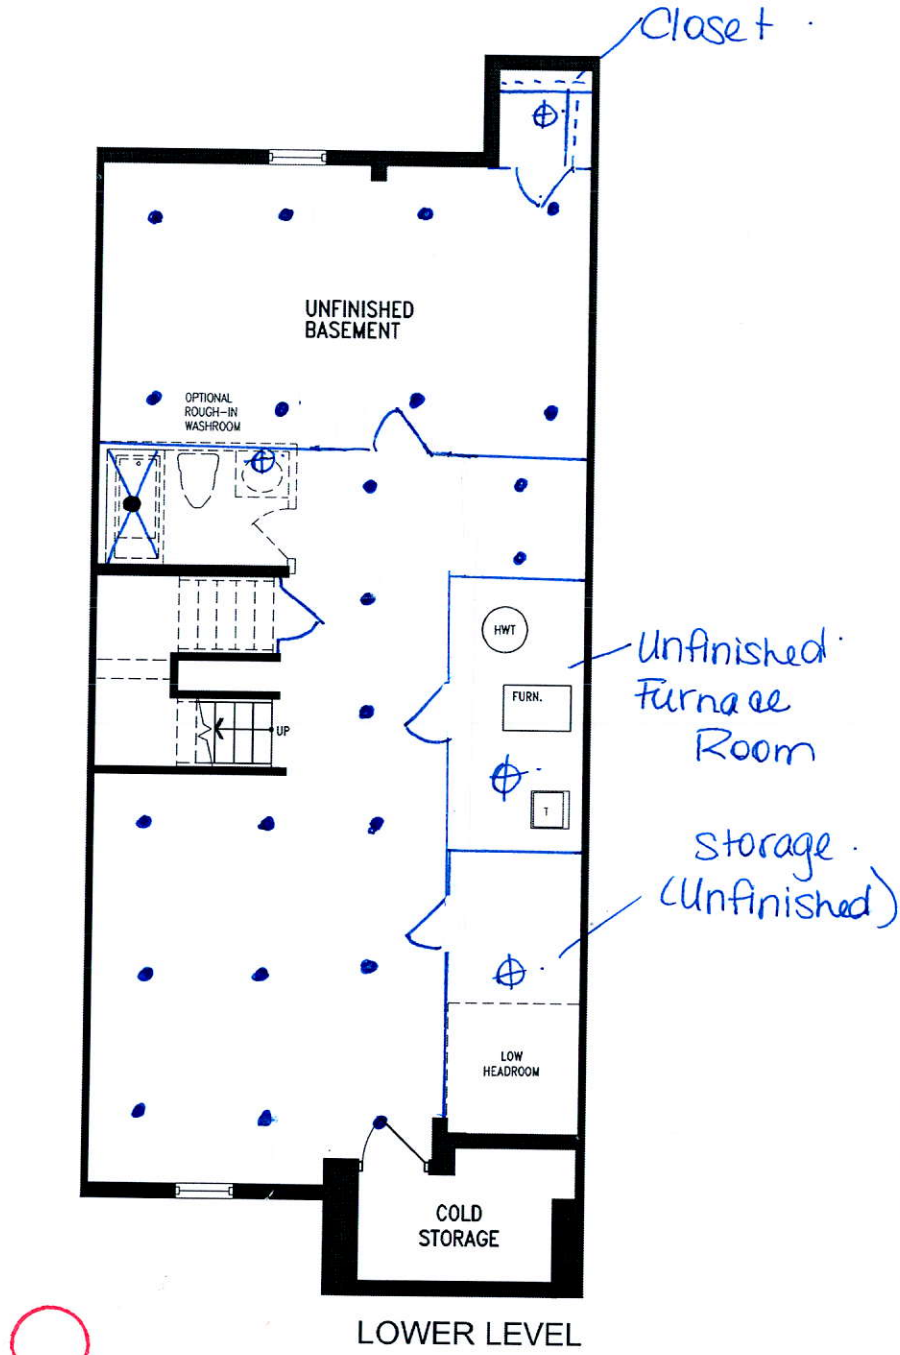 Closet
UNFINISHED
BASEMENT
OPTIONAL
ROUGH-IN
WASHROOM
HWT
FURN.
UP
T
Unfinished
Furnace
Room
Storage
(Unfinished)
LOW
HEADROOM
COLD
STORAGE
LOWER LEVEL